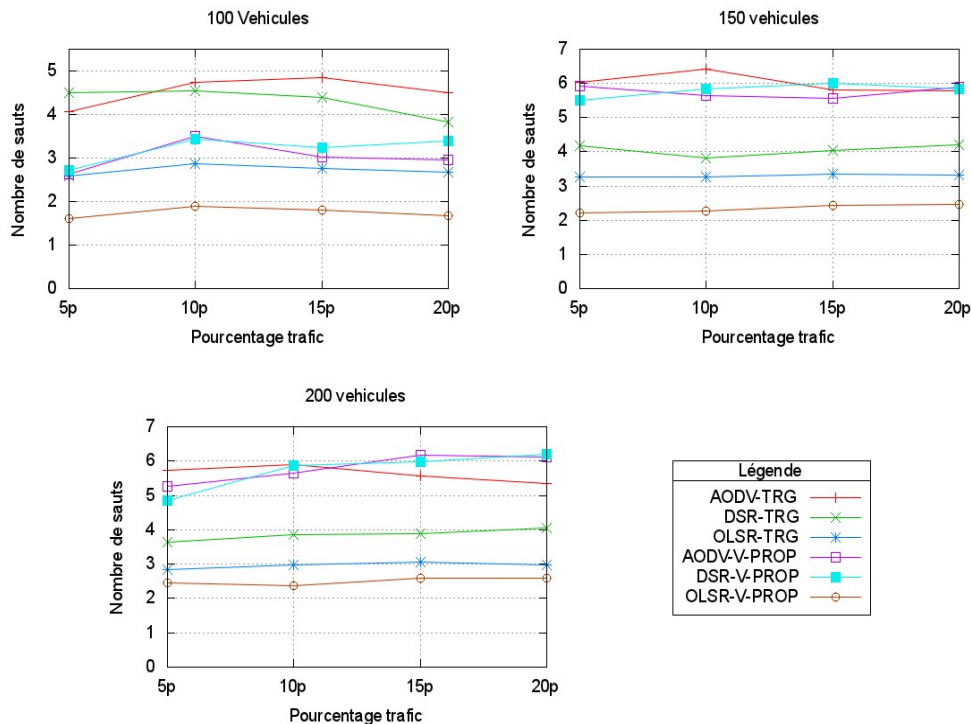 100 Vehicules
Nombre de sauts
5
4
3
2
1
0
5p 10p 15p 20p
Pourcentage trafic
150 vehicules
Nombre de sauts
7
6
5
4
3
2
1
0
5p 10p 15p 20p
Pourcentage trafic
200 vehicules
Nombre de sauts
7
6
5
4
3
2
1
0
5p 10p 15p 20p
Pourcentage trafic
Légende
AODV-TRG
DSR-TRG
OLSR-TRG
AODV-V-PROP
DSR-V-PROP
OLSR-V-PROP